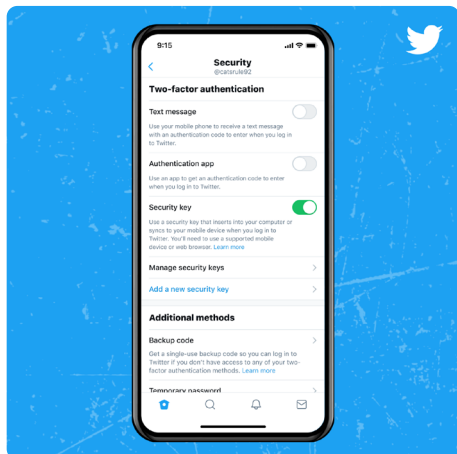 9:15
Security
@catsrule92
Two-factor authentication
Text message
Use your mobile phone to receive a text message
with an authentication code to enter when you log in
to Twitter.
Authentication app
Use an app to get an authentication code to enter
when you log in to Twitter.
Security key
Use a security key that inserts into your computer or
syncs to your mobile device when you log in to
Twitter. You'll need to use a supported mobile
device or web browser. Learn more
Manage security keys
Add a new security key
Additional methods
Backup code
Get a single-use backup code so you can log in to
Twitter if you don't have access to any of your two-
factor authentication methods. Learn more
Temporary password